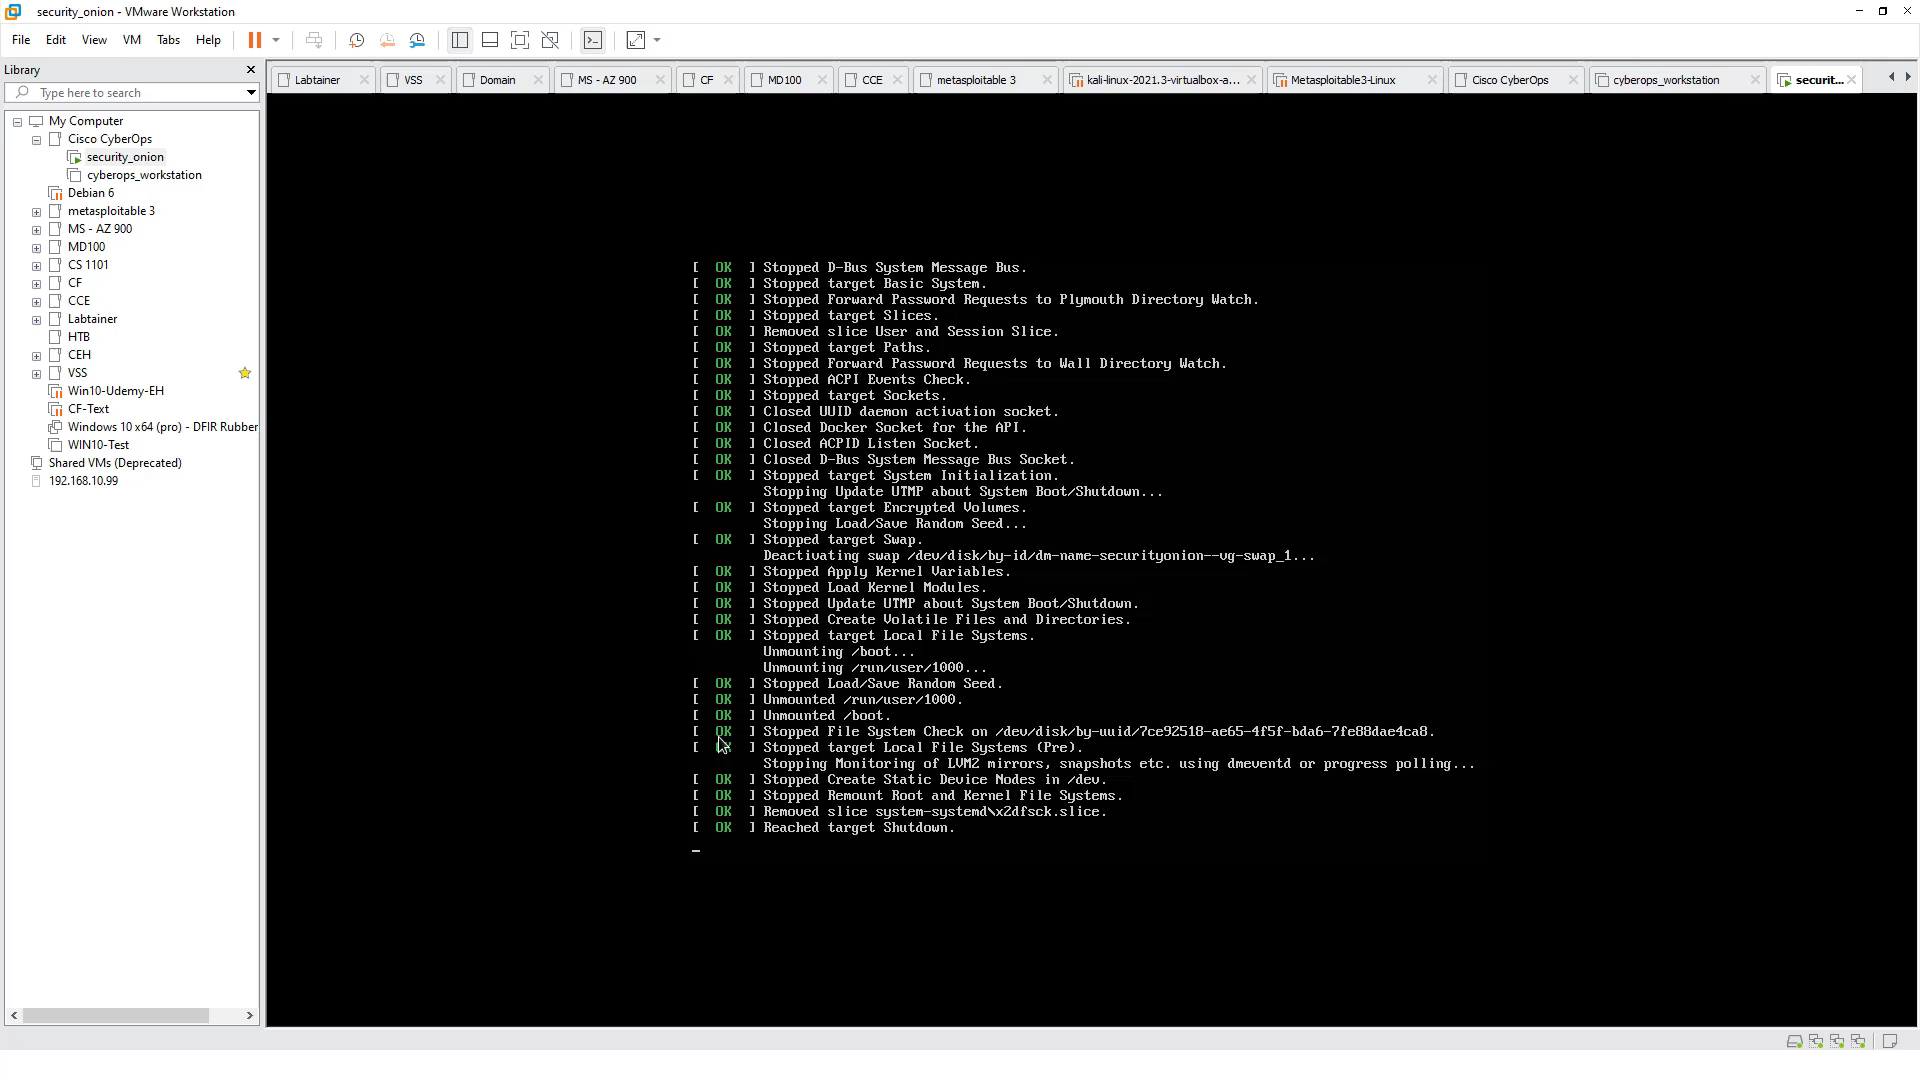 security_onion - VMware Workstation
File Edit View VM Tabs Help
Library
Type here to search
My Computer
Cisco CyberOps
security_onion
cyberops_workstation
Debian 6
metasploitable 3
MS - AZ 900
MD100
CS 1101
CF
CCE
Labtainer
HTB
CEH
VSS
Win10-Udemy-EH
CF-Text
Windows 10 x64 (pro) - DFIR Rubber
WIN10-Test
Shared VMs (Deprecated)
192.168.10.99
Labtainer VSS Domain MS - AZ 900 CF MD100 CCE metasploitable 3 kali-linux-2021.3-virtualbox-a... Metasploitable3-Linux Cisco CyberOps cyberops_workstation securit...
[ OK ] Stopped D-Bus System Message Bus.
[ OK ] Stopped target Basic System.
[ OK ] Stopped Forward Password Requests to Plymouth Directory Watch.
[ OK ] Stopped target Slices.
[ OK ] Removed slice User and Session Slice.
[ OK ] Stopped target Paths.
[ OK ] Stopped Forward Password Requests to Wall Directory Watch.
[ OK ] Stopped ACPI Events Check.
[ OK ] Stopped target Sockets.
[ OK ] Closed UUID daemon activation socket.
[ OK ] Closed Docker Socket for the API.
[ OK ] Closed ACPID Listen Socket.
[ OK ] Closed D-Bus System Message Bus Socket.
[ OK ] Stopped target System Initialization.
Stopping Update UTMP about System Boot/Shutdown...
[ OK ] Stopped target Encrypted Volumes.
Stopping Load/Save Random Seed...
[ OK ] Stopped target Swap.
Deactivating swap /dev/disk/by-id/dm-name-securityonion--vg-swap_1...
[ OK ] Stopped Apply Kernel Variables.
[ OK ] Stopped Load Kernel Modules.
[ OK ] Stopped Update UTMP about System Boot/Shutdown.
[ OK ] Stopped Create Volatile Files and Directories.
[ OK ] Stopped target Local File Systems.
Unmounting /boot...
Unmounting /run/user/1000...
[ OK ] Stopped Load/Save Random Seed.
[ OK ] Unmounted /run/user/1000.
[ OK ] Unmounted /boot.
[ OK ] Stopped File System Check on /dev/disk/by-uuid/7ce92518-ae65-4f5f-bda6-7fe88dae4ca8.
[ OK ] Stopped target Local File Systems (Pre).
Stopping Monitoring of LVM2 mirrors, snapshots etc. using dmeventd or progress polling...
[ OK ] Stopped Create Static Device Nodes in /dev.
[ OK ] Stopped Remount Root and Kernel File Systems.
[ OK ] Removed slice system-systemd\x2dfsck.slice.
[ OK ] Reached target Shutdown.
_